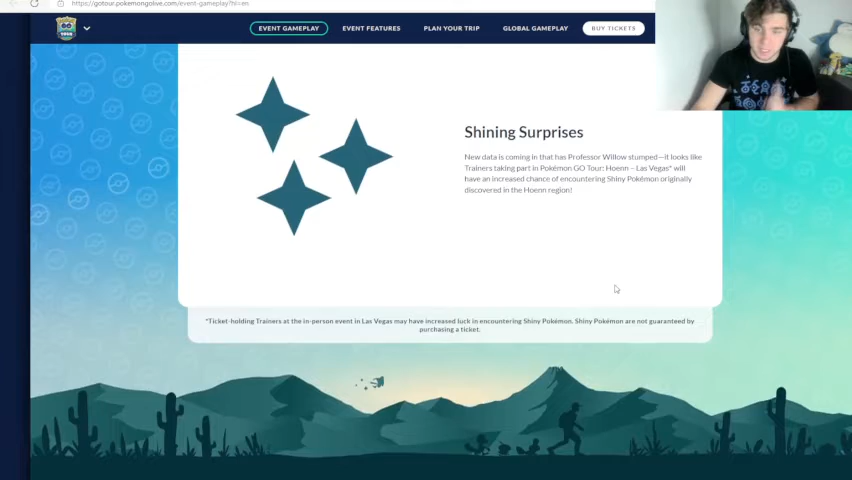 https://gotour.pokemongolive.com/event-gameplay?hl=en
EVENT GAMEPLAY EVENT FEATURES PLAN YOUR TRIP GLOBAL GAMEPLAY BUY TICKETS
Shining Surprises
New data is coming in that has Professor Willow stumped—it looks like
Trainers taking part in Pokémon GO Tour: Hoenn – Las Vegas* will
have an increased chance of encountering Shiny Pokémon originally
discovered in the Hoenn region!
*Ticket-holding Trainers at the in-person event in Las Vegas may have increased luck in encountering Shiny Pokémon. Shiny Pokémon are not guaranteed by
purchasing a ticket.